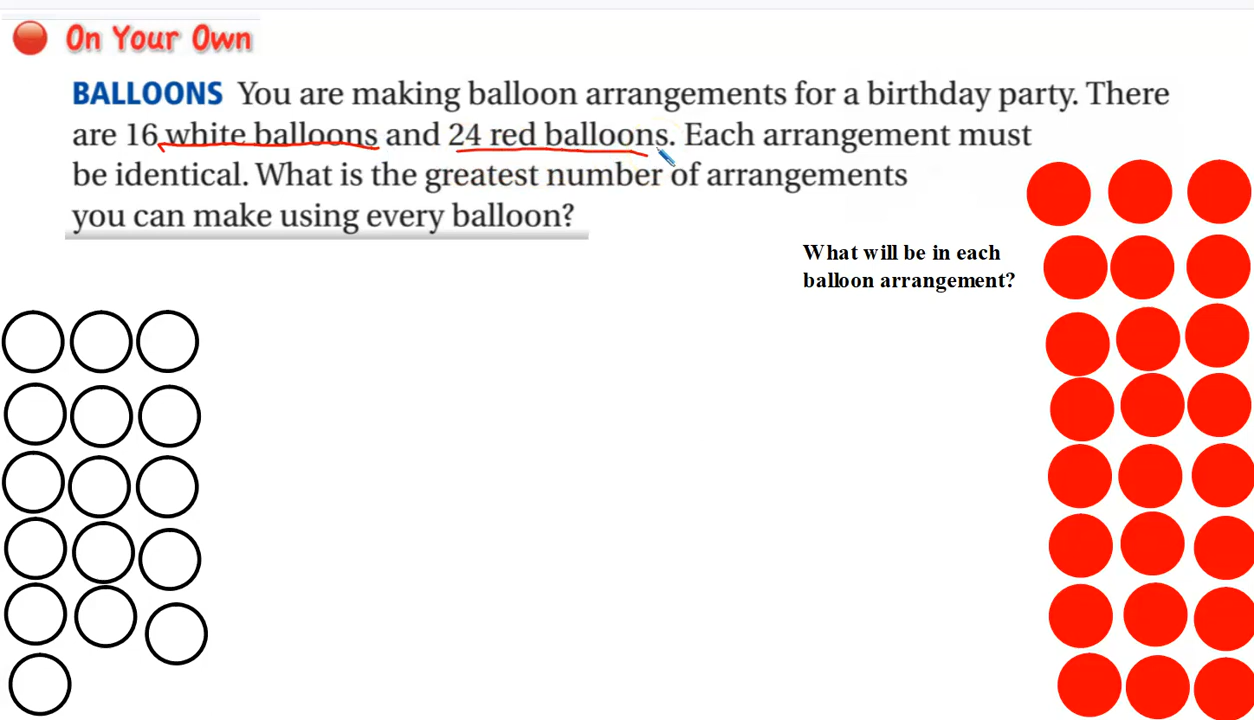 On Your Own
BALLOONS You are making balloon arrangements for a birthday party. There
are 16 white balloons and 24 red balloons. Each arrangement must
be identical. What is the greatest number of arrangements
you can make using every balloon?
What will be in each
balloon arrangement?